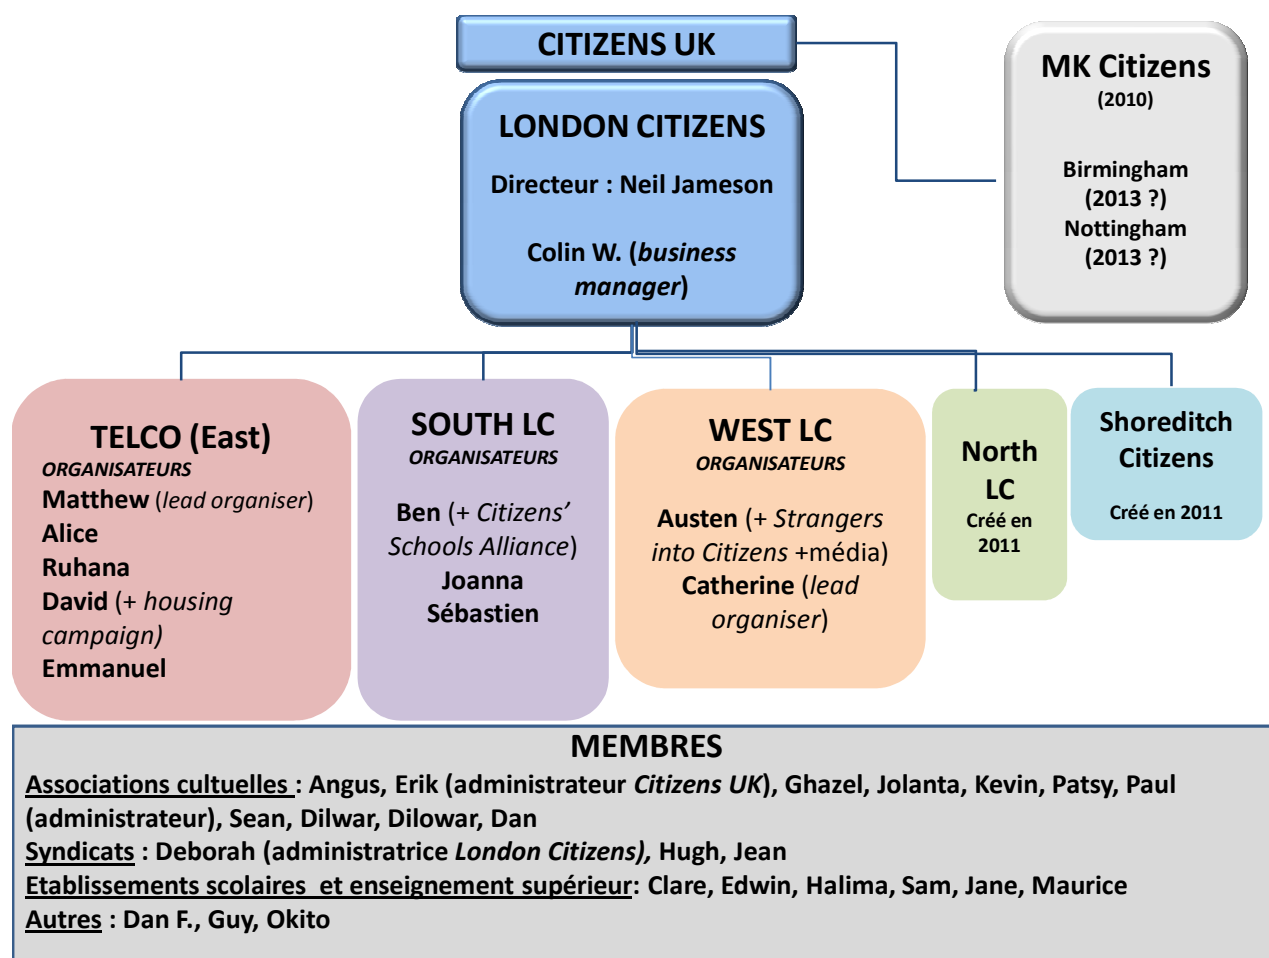 CITIZENS UK
LONDON CITIZENS
Directeur : Neil Jameson
Colin W. (business
manager)
MK Citizens
(2010)
Birmingham
(2013 ?)
Nottingham
(2013 ?)
TELCO (East)
ORGANISATEURS
Matthew (lead organiser)
Alice
Ruhana
David (+ housing
campaign)
Emmanuel
SOUTH LC
ORGANISATEURS
Ben (+ Citizens’
Schools Alliance)
Joanna
Sébastien
WEST LC
ORGANISATEURS
Austen (+ Strangers
into Citizens +média)
Catherine (lead
organiser)
North
LC
Créé en
2011
Shoreditch
Citizens
Créé en 2011
MEMBRES
Associations cultuelles : Angus, Erik (administrateur Citizens UK), Ghazel, Jolanta, Kevin, Patsy, Paul
(administrateur), Sean, Dilwar, Dilowar, Dan
Syndicats : Deborah (administratrice London Citizens), Hugh, Jean
Etablissements scolaires et enseignement supérieur: Clare, Edwin, Halima, Sam, Jane, Maurice
Autres : Dan F., Guy, Okito